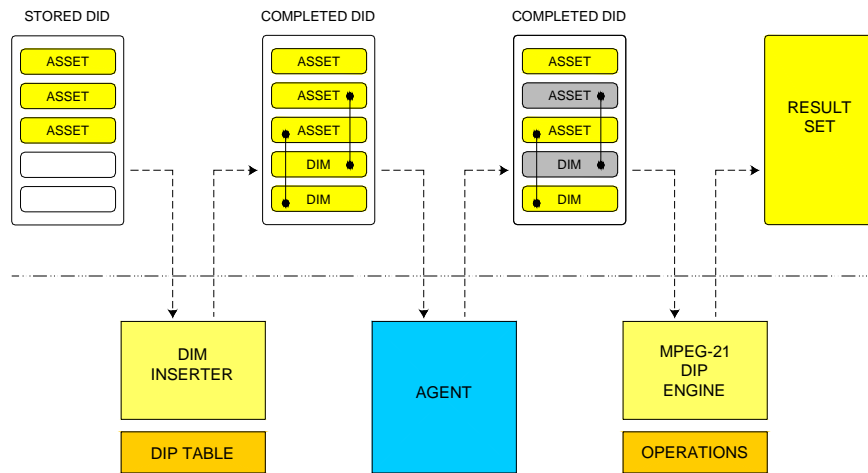 STORED DID
COMPLETED DID
COMPLETED DID
ASSET
ASSET
ASSET
ASSET
ASSET
ASSET
DIM
DIM
ASSET
ASSET
ASSET
DIM
DIM
RESULT
SET
DIM
INSERTER
DIP TABLE
AGENT
MPEG-21
DIP
ENGINE
OPERATIONS